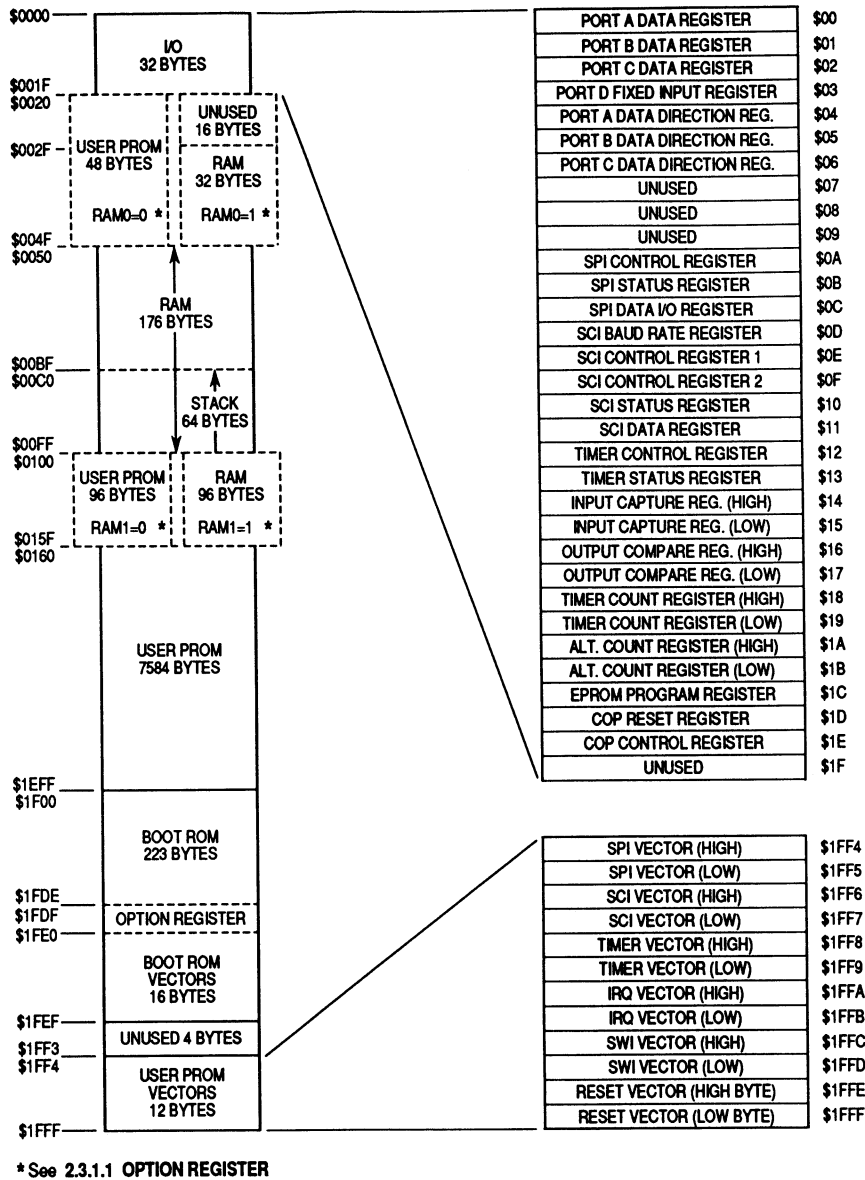 $0000
I/O
32 BYTES
$001F
$0020
USER PROM
48 BYTES
RAM0=0 *
UNUSED
16 BYTES
$002F
RAM
32 BYTES
RAM0=1 *
$004F
$0050
RAM
176 BYTES
$00BF
$00C0
STACK
64 BYTES
$00FF
$0100
USER PROM
96 BYTES
RAM1=0 *
RAM
96 BYTES
RAM1=1 *
$015F
$0160
USER PROM
7584 BYTES
$1EFF
$1F00
BOOT ROM
223 BYTES
$1FDE
$1FDF
OPTION REGISTER
$1FE0
BOOT ROM
VECTORS
16 BYTES
$1FEF
UNUSED 4 BYTES
$1FF3
$1FF4
USER PROM
VECTORS
12 BYTES
$1FFF
PORT A DATA REGISTER $00
PORT B DATA REGISTER $01
PORT C DATA REGISTER $02
PORT D FIXED INPUT REGISTER $03
PORT A DATA DIRECTION REG. $04
PORT B DATA DIRECTION REG. $05
PORT C DATA DIRECTION REG. $06
UNUSED $07
UNUSED $08
UNUSED $09
SPI CONTROL REGISTER $0A
SPI STATUS REGISTER $0B
SPI DATA I/O REGISTER $0C
SCI BAUD RATE REGISTER $0D
SCI CONTROL REGISTER 1 $0E
SCI CONTROL REGISTER 2 $0F
SCI STATUS REGISTER $10
SCI DATA REGISTER $11
TIMER CONTROL REGISTER $12
TIMER STATUS REGISTER $13
INPUT CAPTURE REG. (HIGH) $14
INPUT CAPTURE REG. (LOW) $15
OUTPUT COMPARE REG. (HIGH) $16
OUTPUT COMPARE REG. (LOW) $17
TIMER COUNT REGISTER (HIGH) $18
TIMER COUNT REGISTER (LOW) $19
ALT. COUNT REGISTER (HIGH) $1A
ALT. COUNT REGISTER (LOW) $1B
EPROM PROGRAM REGISTER $1C
COP RESET REGISTER $1D
COP CONTROL REGISTER $1E
UNUSED $1F
SPI VECTOR (HIGH) $1FF4
SPI VECTOR (LOW) $1FF5
SCI VECTOR (HIGH) $1FF6
SCI VECTOR (LOW) $1FF7
TIMER VECTOR (HIGH) $1FF8
TIMER VECTOR (LOW) $1FF9
IRQ VECTOR (HIGH) $1FFA
IRQ VECTOR (LOW) $1FFB
SWI VECTOR (HIGH) $1FFC
SWI VECTOR (LOW) $1FFD
RESET VECTOR (HIGH BYTE) $1FFE
RESET VECTOR (LOW BYTE) $1FFF
* See 2.3.1.1 OPTION REGISTER